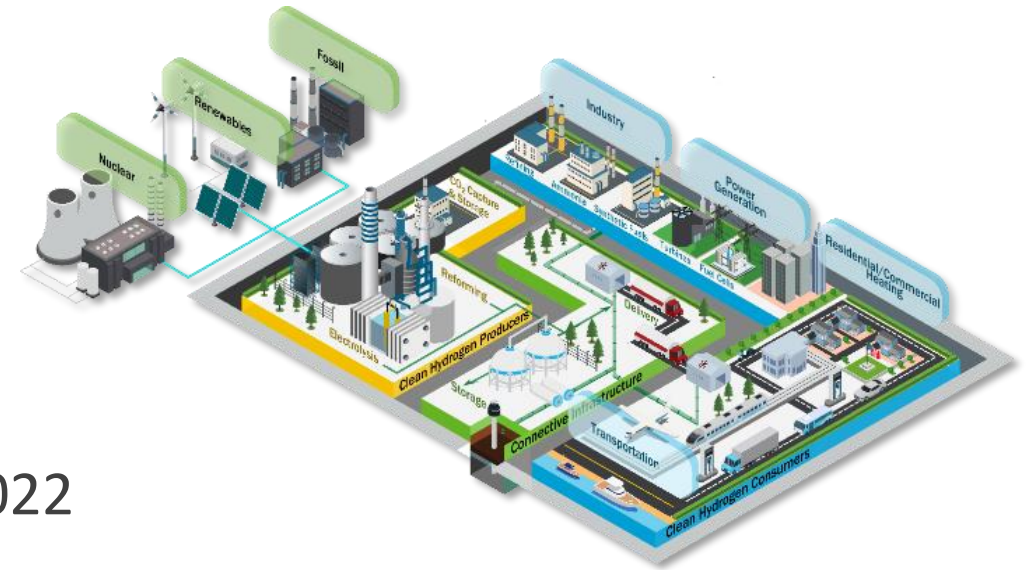 Fossil
Renewables
Nuclear
Industry
Power
Generation
Residential/Commercial
Heating
CO₂ Capture
& Storage
Refining
Ammonia
Synthetic Fuels
Turbines
Fuel Cells
Reforming
Electrolysis
Clean Hydrogen Producers
Delivery
Storage
Connective Infrastructure
Transportation
Clean Hydrogen Consumers
022